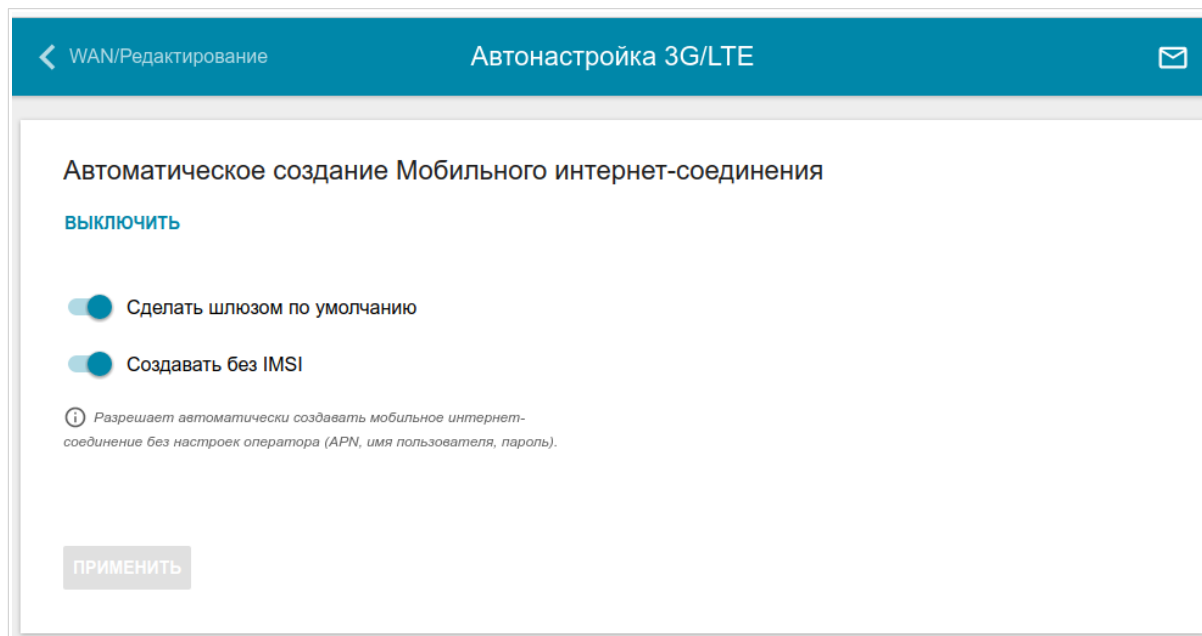 WAN/Редактирование
Автонастройка 3G/LTE
Автоматическое создание Мобильного интернет-соединения
ВЫКЛЮЧИТЬ
Сделать шлюзом по умолчанию
Создавать без IMSI
Разрешает автоматически создавать мобильное интернет-
соединение без настроек оператора (APN, имя пользователя, пароль).
ПРИМЕНИТЬ